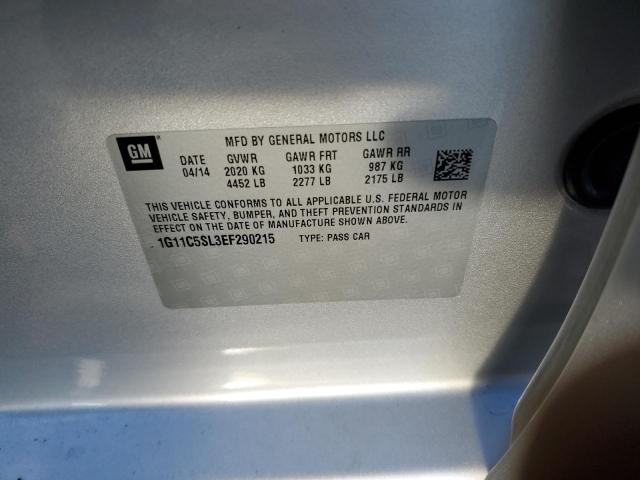 GM
MFD BY GENERAL MOTORS LLC
DATE GVWR GAWR FRT GAWR RR
04/14 2020 KG 1033 KG 987 KG
4452 LB 2277 LB 2175 LB
THIS VEHICLE CONFORMS TO ALL APPLICABLE U.S. FEDERAL MOTOR
VEHICLE SAFETY, BUMPER, AND THEFT PREVENTION STANDARDS IN
EFFECT ON THE DATE OF MANUFACTURE SHOWN ABOVE.
1G11C5SL3EF290215 TYPE: PASS CAR